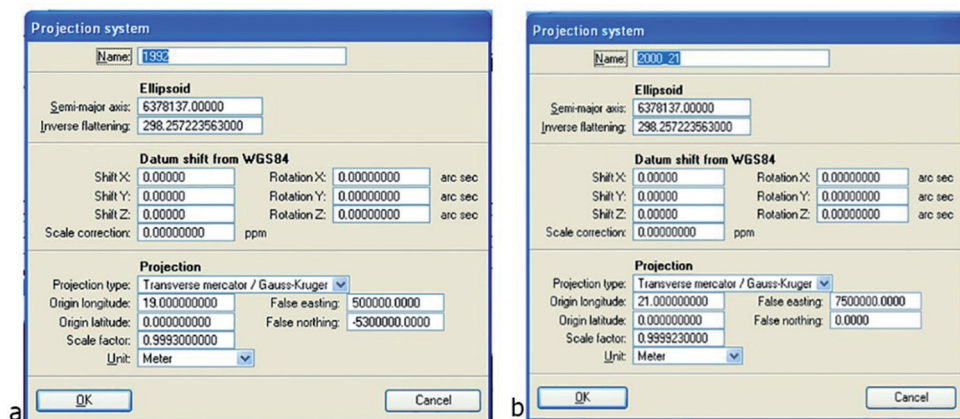 Projection system
Name: 1992
Ellipsoid
Semi-major axis: 6378137.00000
Inverse flattening: 298.257223563000
Datum shift from WGS84
Shift X: 0.00000 Rotation X: 0.00000000 arc sec
Shift Y: 0.00000 Rotation Y: 0.00000000 arc sec
Shift Z: 0.00000 Rotation Z: 0.00000000 arc sec
Scale correction: 0.00000000 ppm
Projection
Projection type: Transverse mercator / Gauss-Kruger
Origin longitude: 19.000000000 False easting: 500000.0000
Origin latitude: 0.000000000 False northing: -5300000.0000
Scale factor: 0.9993000000
Unit: Meter
OK Cancel
a
Projection system
Name: 2000_21
Ellipsoid
Semi-major axis: 6378137.00000
Inverse flattening: 298.257223563000
Datum shift from WGS84
Shift X: 0.00000 Rotation X: 0.00000000 arc sec
Shift Y: 0.00000 Rotation Y: 0.00000000 arc sec
Shift Z: 0.00000 Rotation Z: 0.00000000 arc sec
Scale correction: 0.00000000 ppm
Projection
Projection type: Transverse mercator / Gauss-Kruger
Origin longitude: 21.000000000 False easting: 7500000.0000
Origin latitude: 0.000000000 False northing: 0.0000
Scale factor: 0.9999230000
Unit: Meter
OK Cancel
b